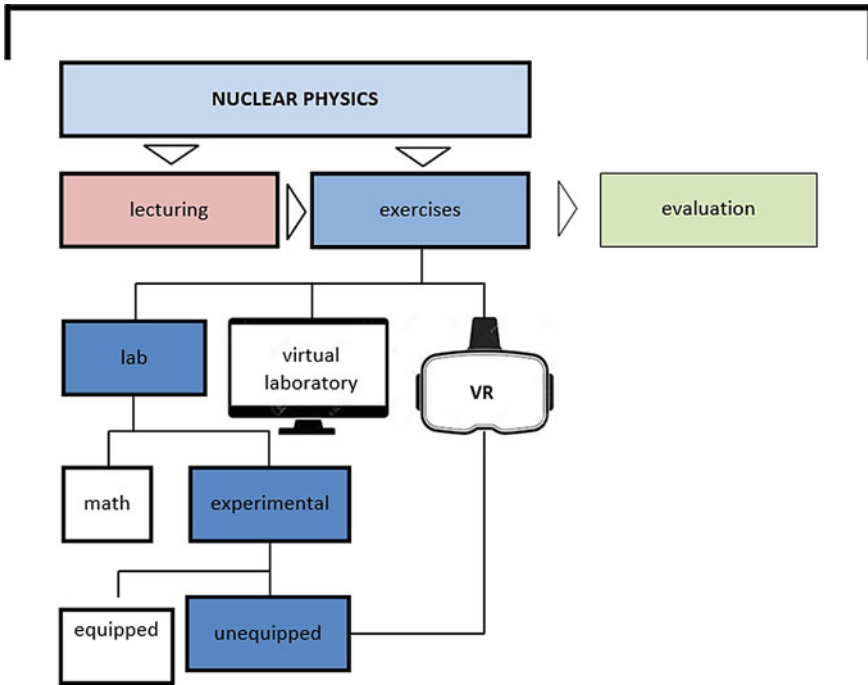 NUCLEAR PHYSICS
lecturing
exercises
evaluation
lab
virtual
laboratory
VR
math
experimental
equipped
unequipped